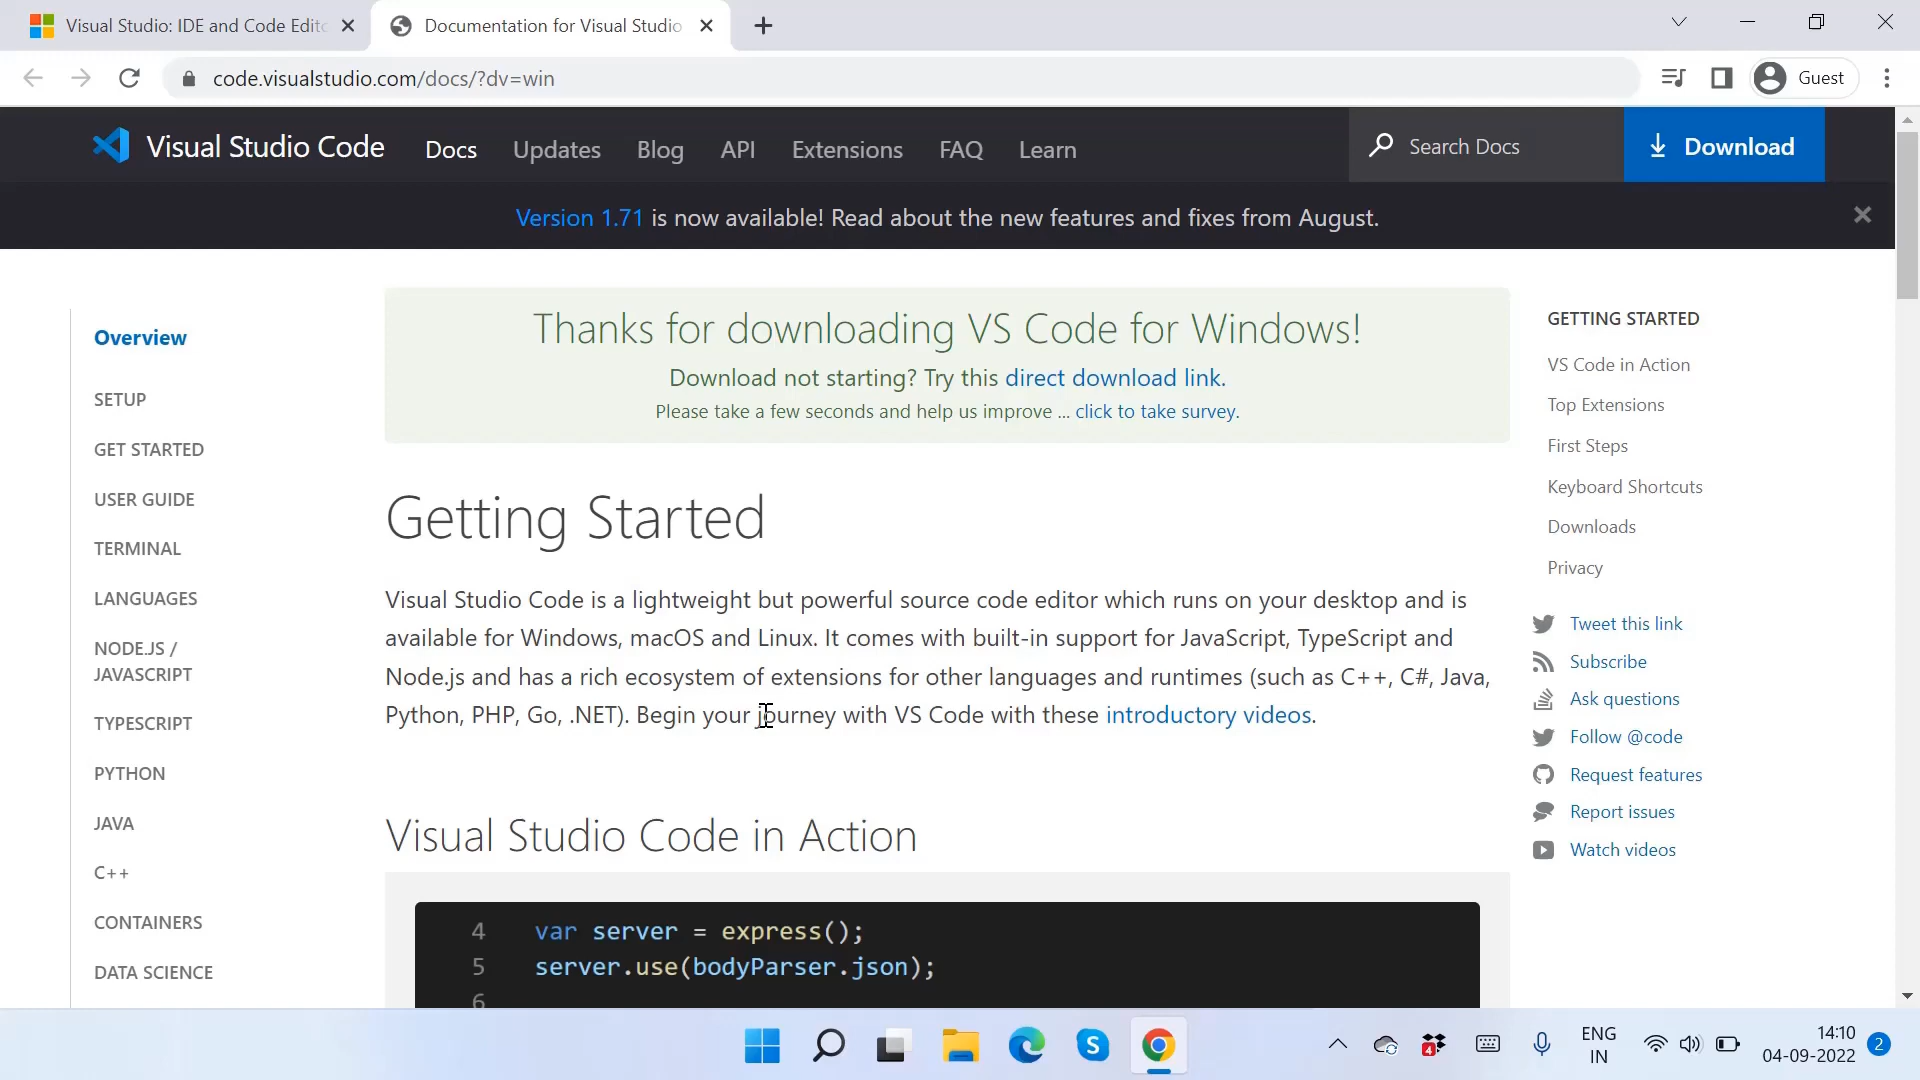 Visual Studio: IDE and Code Edito
Documentation for Visual Studio
code.visualstudio.com/docs/?dv=win
Guest
Visual Studio Code
Docs
Updates
Blog
API
Extensions
FAQ
Learn
Search Docs
Download
Version 1.71 is now available! Read about the new features and fixes from August.
Overview
SETUP
GET STARTED
USER GUIDE
TERMINAL
LANGUAGES
NODE.JS /
JAVASCRIPT
TYPESCRIPT
PYTHON
JAVA
C++
CONTAINERS
DATA SCIENCE
Thanks for downloading VS Code for Windows!
Download not starting? Try this direct download link.
Please take a few seconds and help us improve ... click to take survey.
Getting Started
Visual Studio Code is a lightweight but powerful source code editor which runs on your desktop and is
available for Windows, macOS and Linux. It comes with built-in support for JavaScript, TypeScript and
Node.js and has a rich ecosystem of extensions for other languages and runtimes (such as C++, C#, Java,
Python, PHP, Go, .NET). Begin your journey with VS Code with these introductory videos.
Visual Studio Code in Action
4 var server = express();
5 server.use(bodyParser.json);
6
GETTING STARTED
VS Code in Action
Top Extensions
First Steps
Keyboard Shortcuts
Downloads
Privacy
Tweet this link
Subscribe
Ask questions
Follow @code
Request features
Report issues
Watch videos
S
4
ENG
IN
14:10
04-09-2022
2